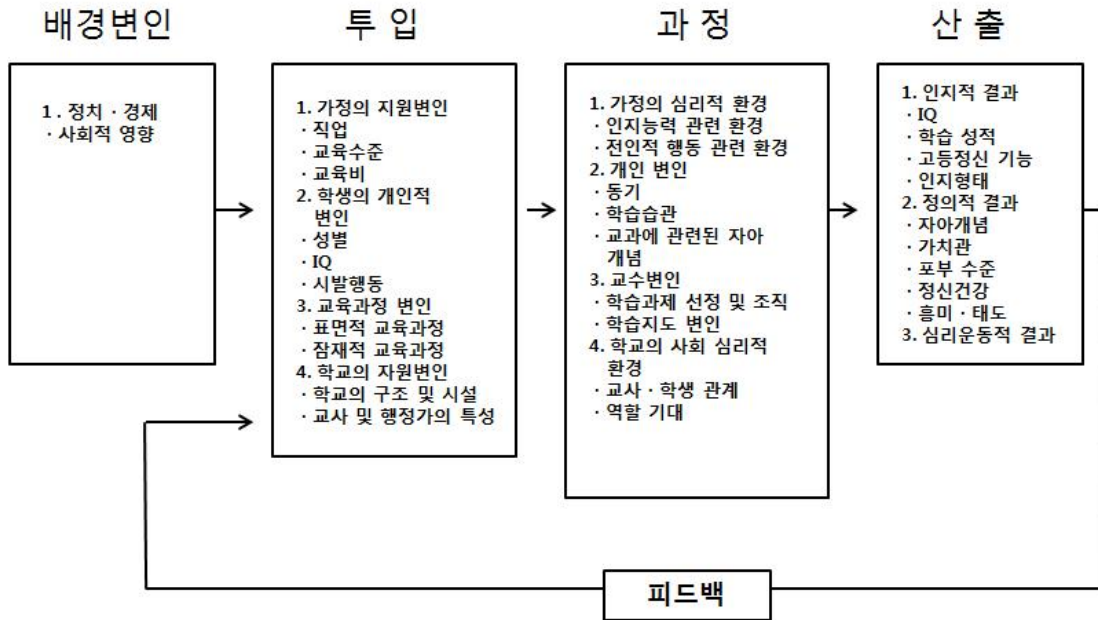 배경변인
1. 정치 · 경제
· 사회적 영향
투 입
1. 가정의 지원변인
· 직업
· 교육수준
· 교육비
2. 학생의 개인적
변인
· 성별
· IQ
· 시발행동
3. 교육과정 변인
· 표면적 교육과정
· 잠재적 교육과정
4. 학교의 자원변인
· 학교의 구조 및 시설
· 교사 및 행정가의 특성
과 정
1. 가정의 심리적 환경
· 인지능력 관련 환경
· 전인적 행동 관련 환경
2. 개인 변인
· 동기
· 학습습관
· 교과에 관련된 자아
개념
3. 교수변인
· 학습과제 선정 및 조직
· 학습지도 변인
4. 학교의 사회 심리적
환경
· 교사 · 학생 관계
· 역할 기대
산 출
1. 인지적 결과
· IQ
· 학습 성적
· 고등정신 기능
· 인지형태
2. 정의적 결과
· 자아개념
· 가치관
· 포부 수준
· 정신건강
· 흥미 · 태도
3. 심리운동적 결과
피드백